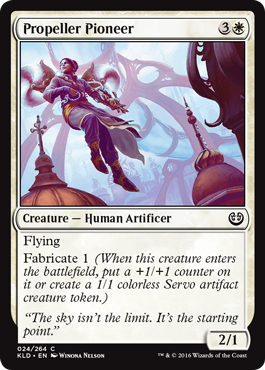 Propeller Pioneer 3
Creature — Human Artificer
Flying
Fabricate 1 (When this creature enters
the battlefield, put a +1/+1 counter on
it or create a 1/1 colorless Servo artifact
creature token.)
“The sky isn’t the limit. It’s the starting
point.”
2/1
024/264 C
KLD • EN Winona Nelson ™ & © 2016 Wizards of the Coast